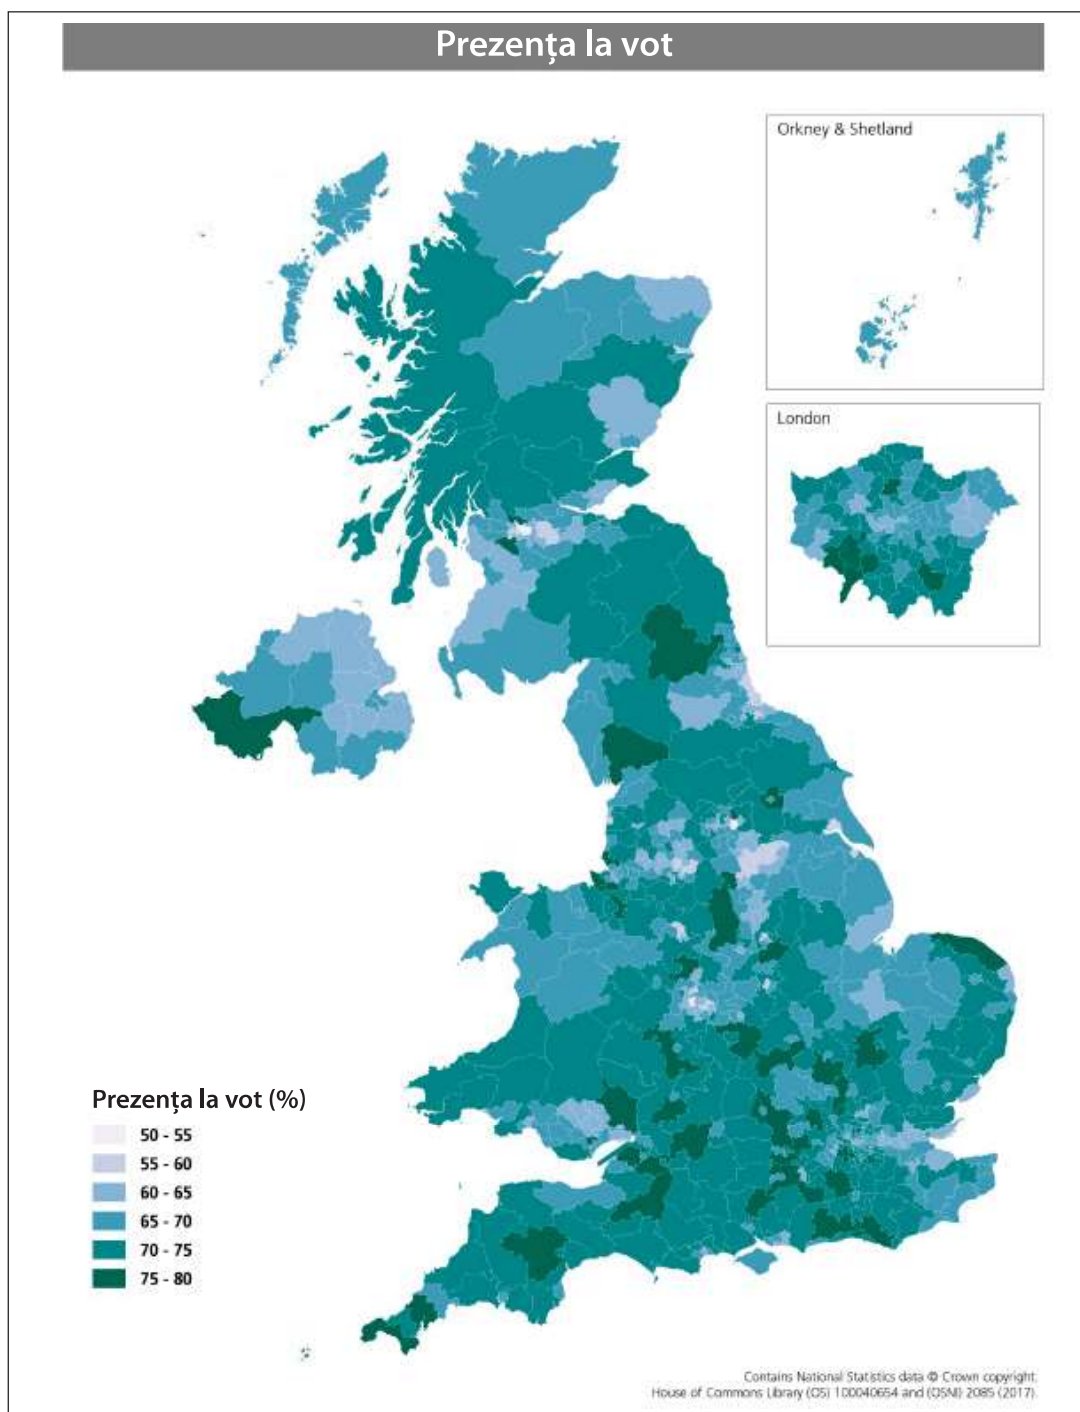 Prezența la vot
Orkney & Shetland
London
Prezența la vot (%)
50 - 55
55 - 60
60 - 65
65 - 70
70 - 75
75 - 80
Contains National Statistics data © Crown copyright.
House of Commons Library (OS) 100040654 and (OSNI) 2085 (2017).